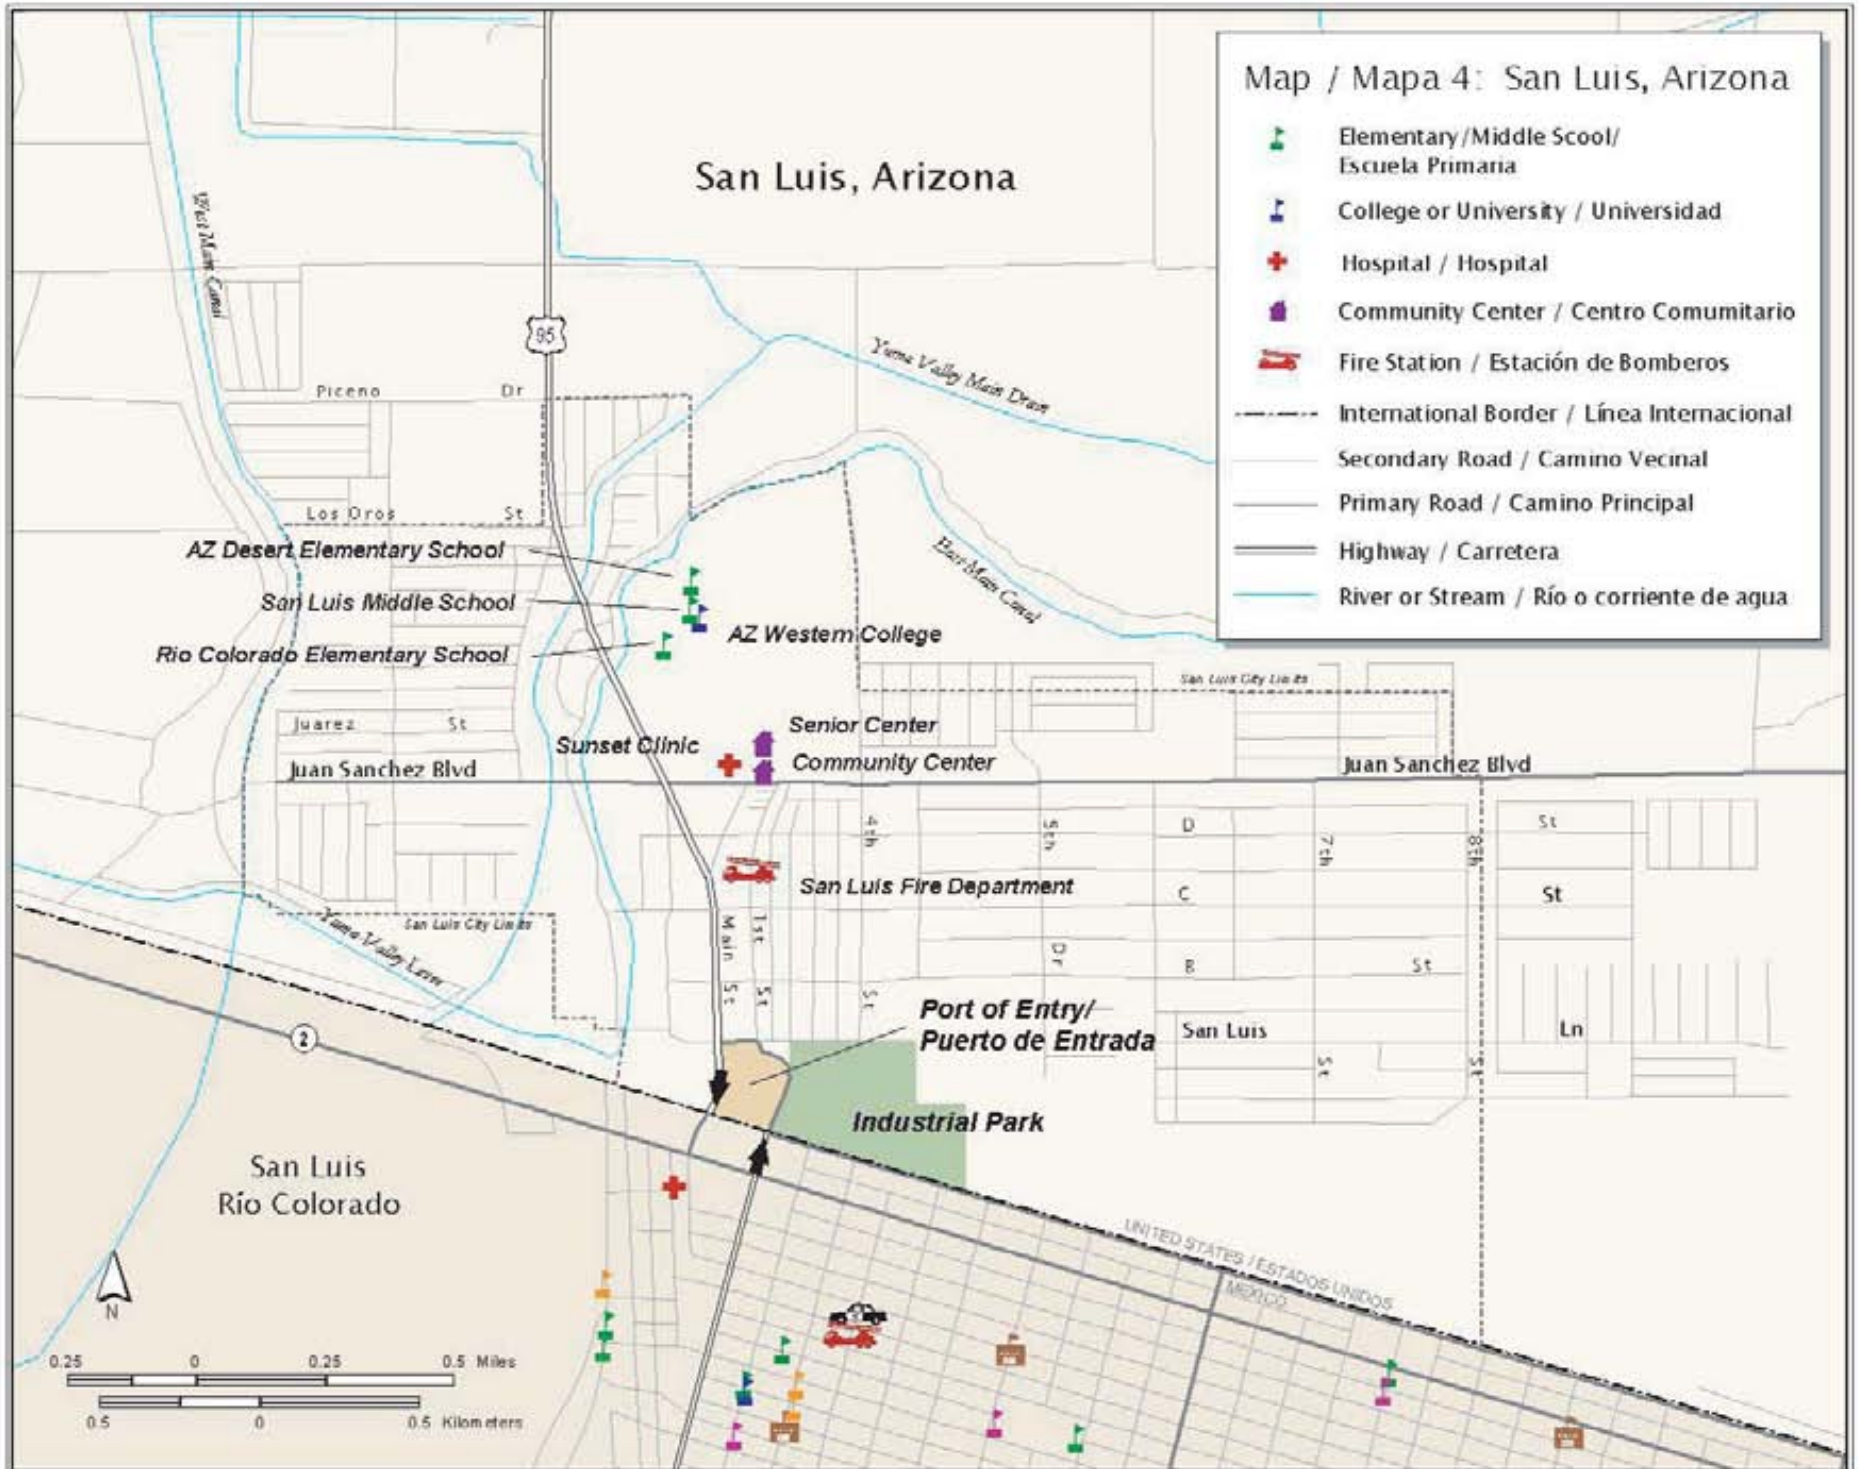 Map / Mapa 4: San Luis, Arizona
Elementary/Middle Scool/
Escuela Primaria
College or University / Universidad
Hospital / Hospital
Community Center / Centro Comumitario
Fire Station / Estación de Bomberos
International Border / Línea Internacional
Secondary Road / Camino Vecinal
Primary Road / Camino Principal
Highway / Carretera
River or Stream / Río o corriente de agua
San Luis, Arizona
West Main Canal
95
Yuma Valley Main Drain
Piceno Dr
Los Oros St
AZ Desert Elementary School
San Luis Middle School
AZ Western College
Rio Colorado Elementary School
East Main Canal
San Luis City Limits
Juarez St
Senior Center
Sunset Clinic
Community Center
Juan Sanchez Blvd
Juan Sanchez Blvd
4th St
5th Dr
7th St
8th St
D St
C St
B St
San Luis Fire Department
Main St
1st St
San Luis City Limits
Yuma Valley Levee
Port of Entry/
Puerto de Entrada
San Luis Ln
2
Industrial Park
San Luis
Río Colorado
UNITED STATES / ESTADOS UNIDOS
MEXICO
N
0.25 0 0.25 0.5 Miles
0.5 0 0.5 Kilometers